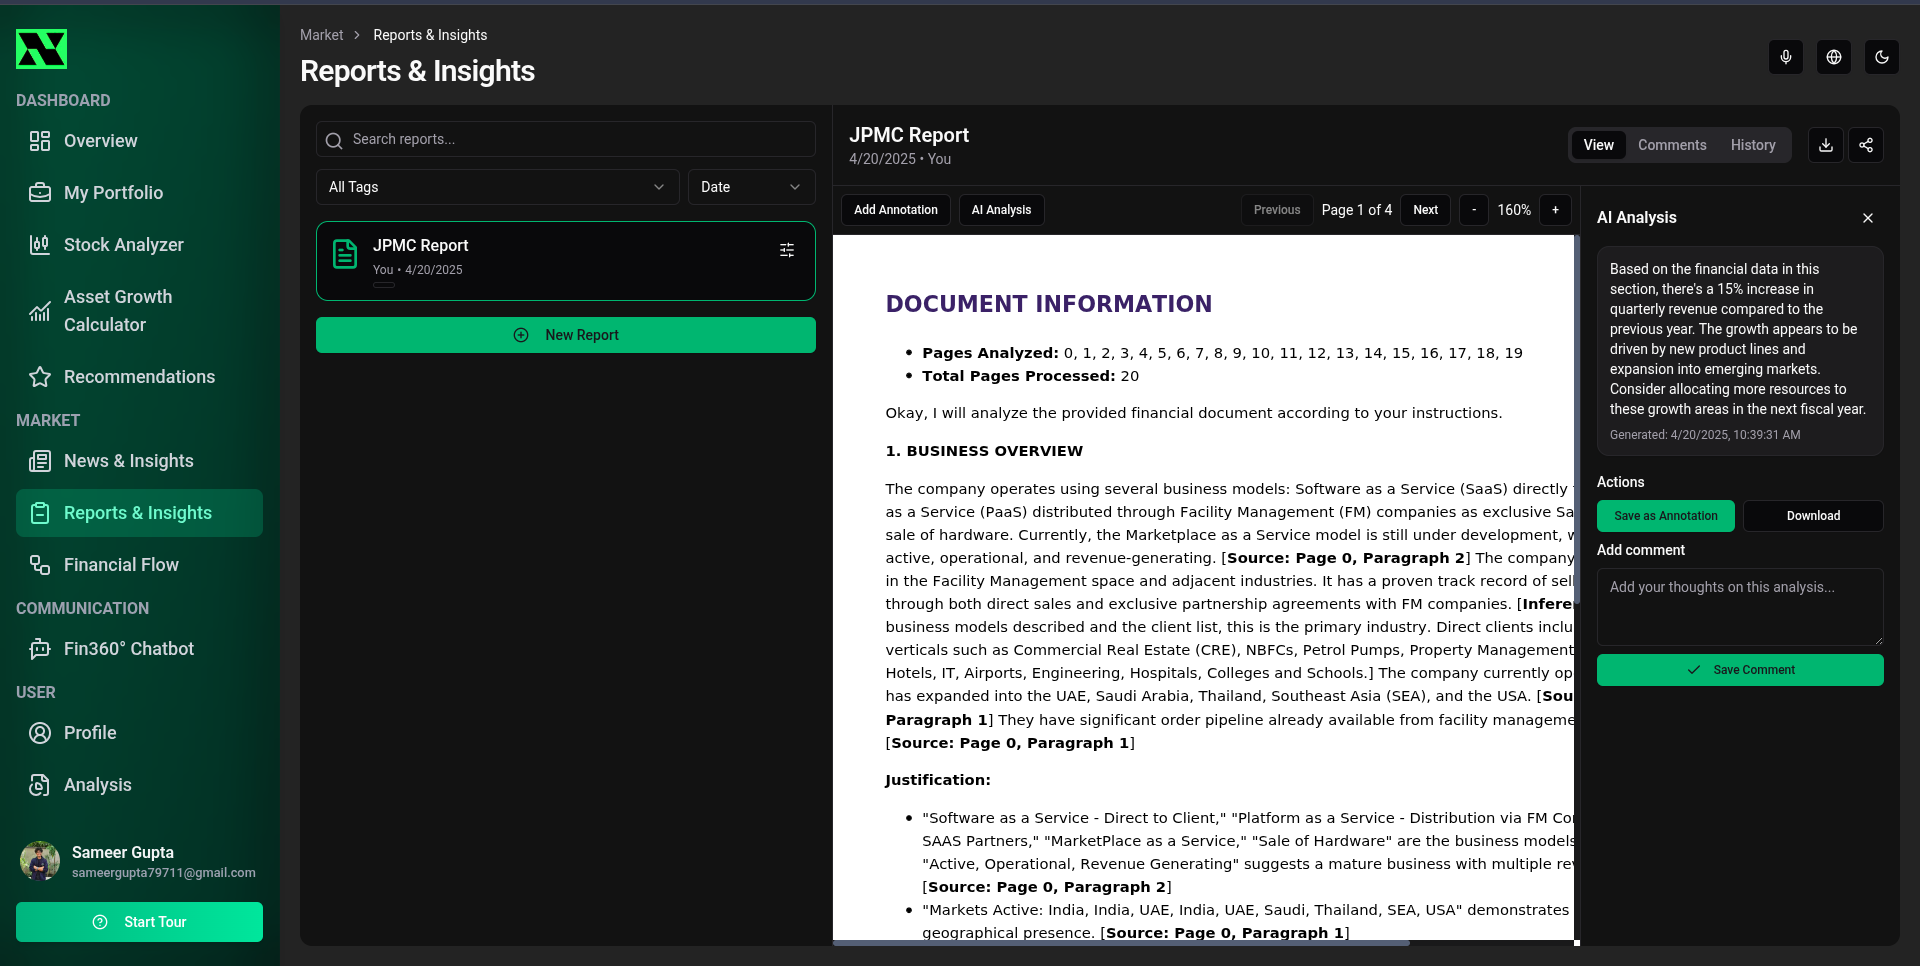 DASHBOARD
Overview
My Portfolio
Stock Analyzer
Asset Growth
Calculator
Recommendations
MARKET
News & Insights
Reports & Insights
Financial Flow
COMMUNICATION
Fin360° Chatbot
USER
Profile
Analysis
Sameer Gupta
sameergupta79711@gmail.com
Start Tour
Market > Reports & Insights
Reports & Insights
Search reports...
All Tags
Date
JPMC Report
You • 4/20/2025
New Report
JPMC Report
4/20/2025 • You
View Comments History
Add Annotation AI Analysis Previous Page 1 of 4 Next - 160% +
DOCUMENT INFORMATION
• Pages Analyzed: 0, 1, 2, 3, 4, 5, 6, 7, 8, 9, 10, 11, 12, 13, 14, 15, 16, 17, 18, 19
• Total Pages Processed: 20
Okay, I will analyze the provided financial document according to your instructions.
1. BUSINESS OVERVIEW
The company operates using several business models: Software as a Service (SaaS) directly
as a Service (PaaS) distributed through Facility Management (FM) companies as exclusive Sa
sale of hardware. Currently, the Marketplace as a Service model is still under development,
active, operational, and revenue-generating. [Source: Page 0, Paragraph 2] The company
in the Facility Management space and adjacent industries. It has a proven track record of sel
through both direct sales and exclusive partnership agreements with FM companies. [Infere
business models described and the client list, this is the primary industry. Direct clients inclu
verticals such as Commercial Real Estate (CRE), NBFCs, Petrol Pumps, Property Management
Hotels, IT, Airports, Engineering, Hospitals, Colleges and Schools.] The company currently op
has expanded into the UAE, Saudi Arabia, Thailand, Southeast Asia (SEA), and the USA. [Sou
Paragraph 1] They have significant order pipeline already available from facility manageme
[Source: Page 0, Paragraph 1]
Justification:
• "Software as a Service - Direct to Client," "Platform as a Service - Distribution via FM Co
SAAS Partners," "MarketPlace as a Service," "Sale of Hardware" are the business models
"Active, Operational, Revenue Generating" suggests a mature business with multiple re
[Source: Page 0, Paragraph 2]
• "Markets Active: India, India, UAE, India, UAE, Saudi, Thailand, SEA, USA" demonstrates
geographical presence. [Source: Page 0, Paragraph 1]
AI Analysis
Based on the financial data in this
section, there's a 15% increase in
quarterly revenue compared to the
previous year. The growth appears to be
driven by new product lines and
expansion into emerging markets.
Consider allocating more resources to
these growth areas in the next fiscal year.
Generated: 4/20/2025, 10:39:31 AM
Actions
Save as Annotation Download
Add comment
Add your thoughts on this analysis...
Save Comment